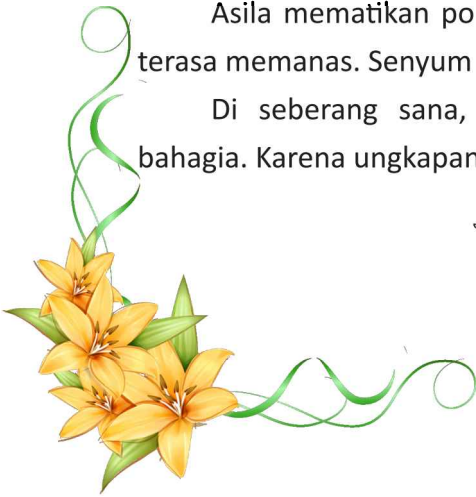 Asila mematikan po
terasa memanas. Senyum
Di seberang sana,
bahagia. Karena ungkapan